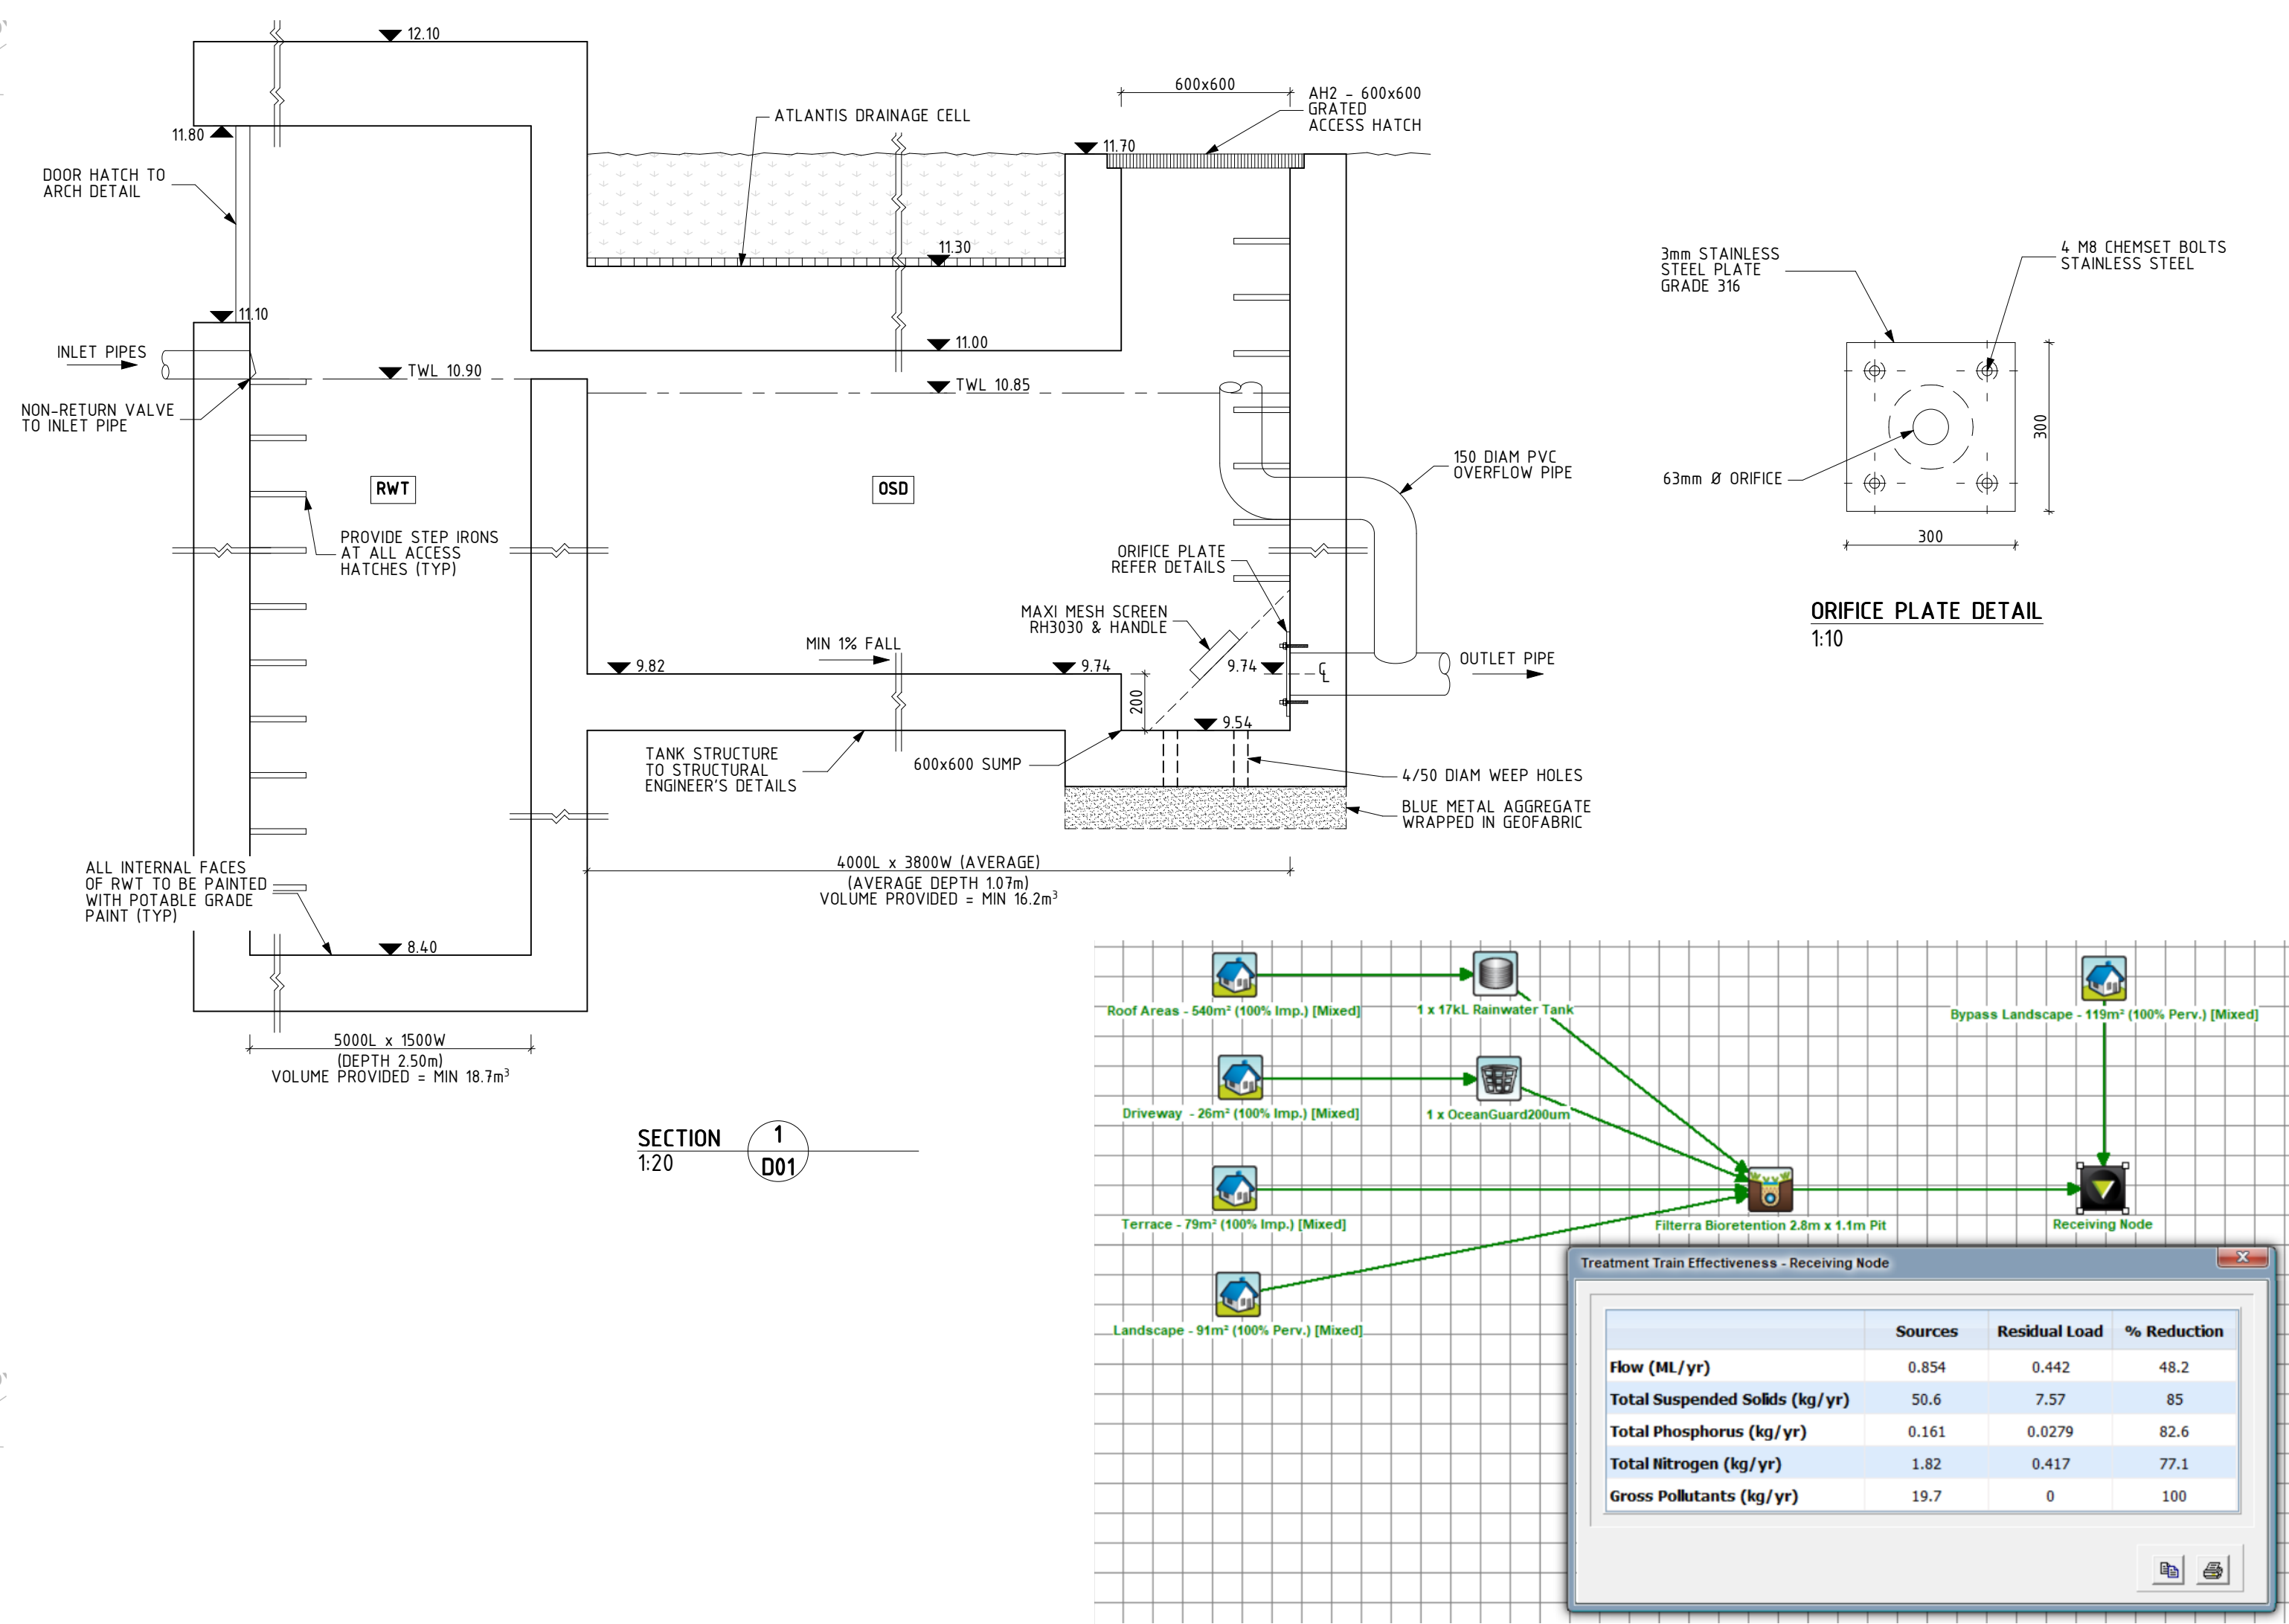 12.10
600x600
AH2 - 600x600
GRATED
ACCESS HATCH
ATLANTIS DRAINAGE CELL
11.80
11.70
DOOR HATCH TO
ARCH DETAIL
11.30
11.10
11.00
INLET PIPES
TWL 10.90
TWL 10.85
NON-RETURN VALVE
TO INLET PIPE
RWT
OSD
150 DIAM PVC
OVERFLOW PIPE
PROVIDE STEP IRONS
AT ALL ACCESS
HATCHES (TYP)
ORIFICE PLATE
REFER DETAILS
MAXI MESH SCREEN
RH3030 & HANDLE
MIN 1% FALL
9.82
9.74
9.74
℄
OUTLET PIPE
200
9.54
TANK STRUCTURE
TO STRUCTURAL
ENGINEER'S DETAILS
600x600 SUMP
4/50 DIAM WEEP HOLES
BLUE METAL AGGREGATE
WRAPPED IN GEOFABRIC
ALL INTERNAL FACES
OF RWT TO BE PAINTED
WITH POTABLE GRADE
PAINT (TYP)
4000L x 3800W (AVERAGE)
(AVERAGE DEPTH 1.07m)
VOLUME PROVIDED = MIN 16.2m³
8.40
5000L x 1500W
(DEPTH 2.50m)
VOLUME PROVIDED = MIN 18.7m³
SECTION
1:20
1
D01
3mm STAINLESS
STEEL PLATE
GRADE 316
4 M8 CHEMSET BOLTS
STAINLESS STEEL
63mm Ø ORIFICE
300
300
ORIFICE PLATE DETAIL
1:10
Roof Areas - 540m² (100% Imp.) [Mixed]
1 x 17kL Rainwater Tank
Bypass Landscape - 119m² (100% Perv.) [Mixed]
Driveway - 26m² (100% Imp.) [Mixed]
1 x OceanGuard200um
Terrace - 79m² (100% Imp.) [Mixed]
Filterra Bioretention 2.8m x 1.1m Pit
Receiving Node
Landscape - 91m² (100% Perv.) [Mixed]
Treatment Train Effectiveness - Receiving Node
Sources Residual Load % Reduction
Flow (ML/yr) 0.854 0.442 48.2
Total Suspended Solids (kg/yr) 50.6 7.57 85
Total Phosphorus (kg/yr) 0.161 0.0279 82.6
Total Nitrogen (kg/yr) 1.82 0.417 77.1
Gross Pollutants (kg/yr) 19.7 0 100